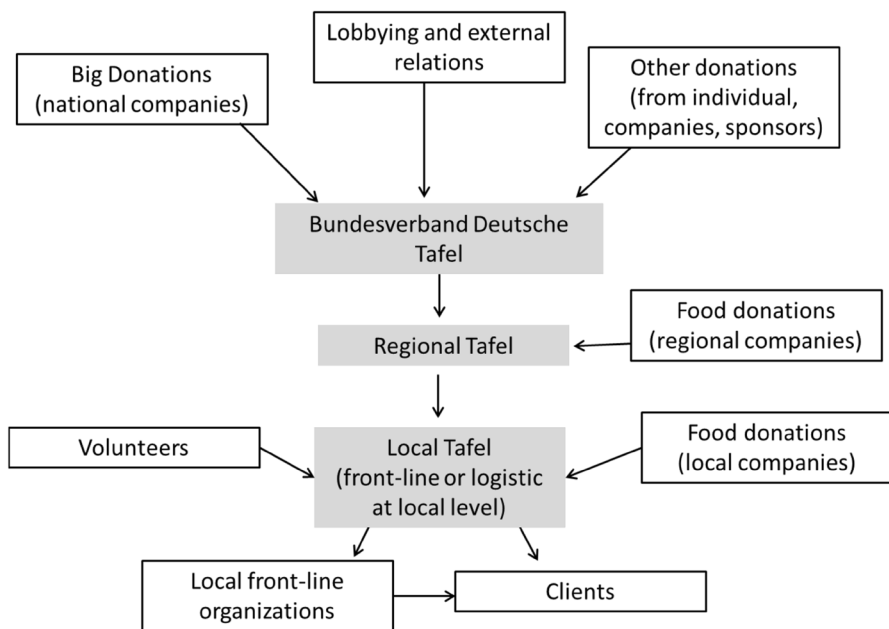 Lobbying and external
relations
Big Donations
(national companies)
Other donations
(from individual,
companies, sponsors)
Bundesverband Deutsche
Tafel
Regional Tafel
Food donations
(regional companies)
Volunteers
Local Tafel
(front-line or logistic
at local level)
Food donations
(local companies)
Local front-line
organizations
Clients